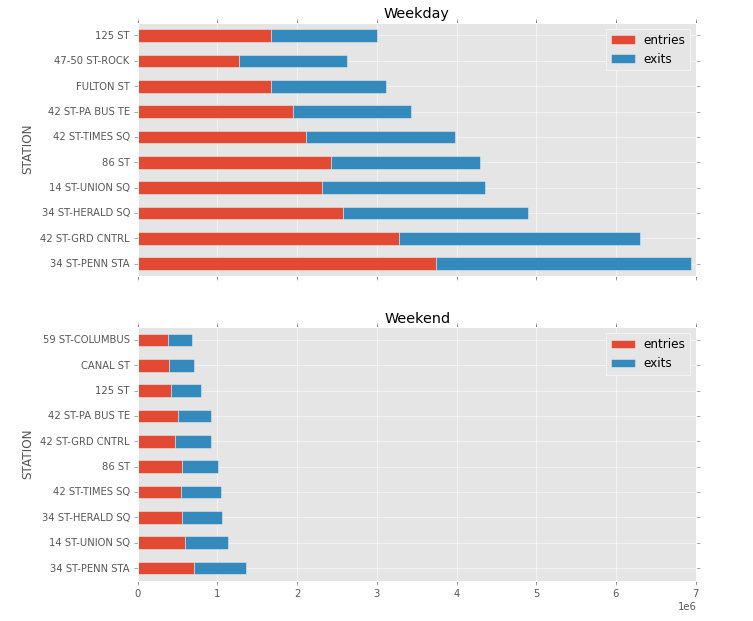 Weekday
125 ST
47-50 ST-ROCK
FULTON ST
42 ST-PA BUS TE
42 ST-TIMES SQ
86 ST
14 ST-UNION SQ
34 ST-HERALD SQ
42 ST-GRD CNTRL
34 ST-PENN STA
STATION
entries
exits
Weekend
59 ST-COLUMBUS
CANAL ST
125 ST
42 ST-PA BUS TE
42 ST-GRD CNTRL
86 ST
42 ST-TIMES SQ
34 ST-HERALD SQ
14 ST-UNION SQ
34 ST-PENN STA
STATION
entries
exits
0 1 2 3 4 5 6 7
1e6